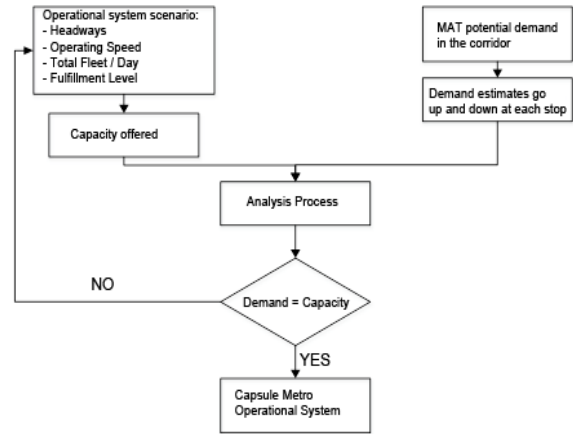 Operational system scenario:
- Headways
- Operating Speed
- Total Fleet / Day
- Fulfillment Level
MAT potential demand
in the corridor
Demand estimates go
up and down at each stop
Capacity offered
Analysis Process
NO
Demand = Capacity
YES
Capsule Metro
Operational System